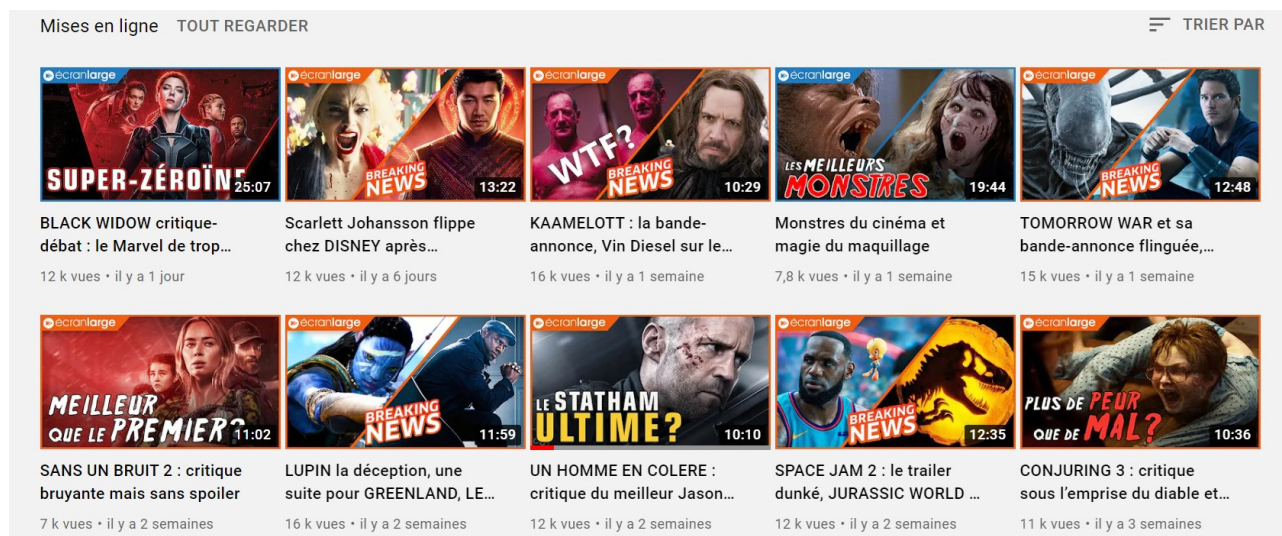 Mises en ligne TOUT REGARDER TRIER PAR
écranlarge écranlarge écranlarge écranlarge écranlarge
SUPER-ZÉROÏNE 25:07
BREAKING
NEWS 13:22
WTF?
BREAKING
NEWS 10:29
LES MEILLEURS
MONSTRES 19:44
BREAKING
NEWS 12:48
BLACK WIDOW critique-
débat : le Marvel de trop...
12 k vues • il y a 1 jour
Scarlett Johansson flippe
chez DISNEY après...
12 k vues • il y a 6 jours
KAAMELOTT : la bande-
annonce, Vin Diesel sur le...
16 k vues • il y a 1 semaine
Monstres du cinéma et
magie du maquillage
7,8 k vues • il y a 1 semaine
TOMORROW WAR et sa
bande-annonce flinguée,...
15 k vues • il y a 1 semaine
écranlarge écranlarge écranlarge écranlarge écranlarge
MEILLEUR
QUE LE PREMIER? 11:02
BREAKING
NEWS 11:59
LE STATHAM
ULTIME? 10:10
BREAKING
NEWS 12:35
PLUS DE PEUR
QUE DE MAL? 10:36
SANS UN BRUIT 2 : critique
bruyante mais sans spoiler
7 k vues • il y a 2 semaines
LUPIN la déception, une
suite pour GREENLAND, LE...
16 k vues • il y a 2 semaines
UN HOMME EN COLERE :
critique du meilleur Jason...
12 k vues • il y a 2 semaines
SPACE JAM 2 : le trailer
dunké, JURASSIC WORLD ...
12 k vues • il y a 2 semaines
CONJURING 3 : critique
sous l'emprise du diable et...
11 k vues • il y a 3 semaines